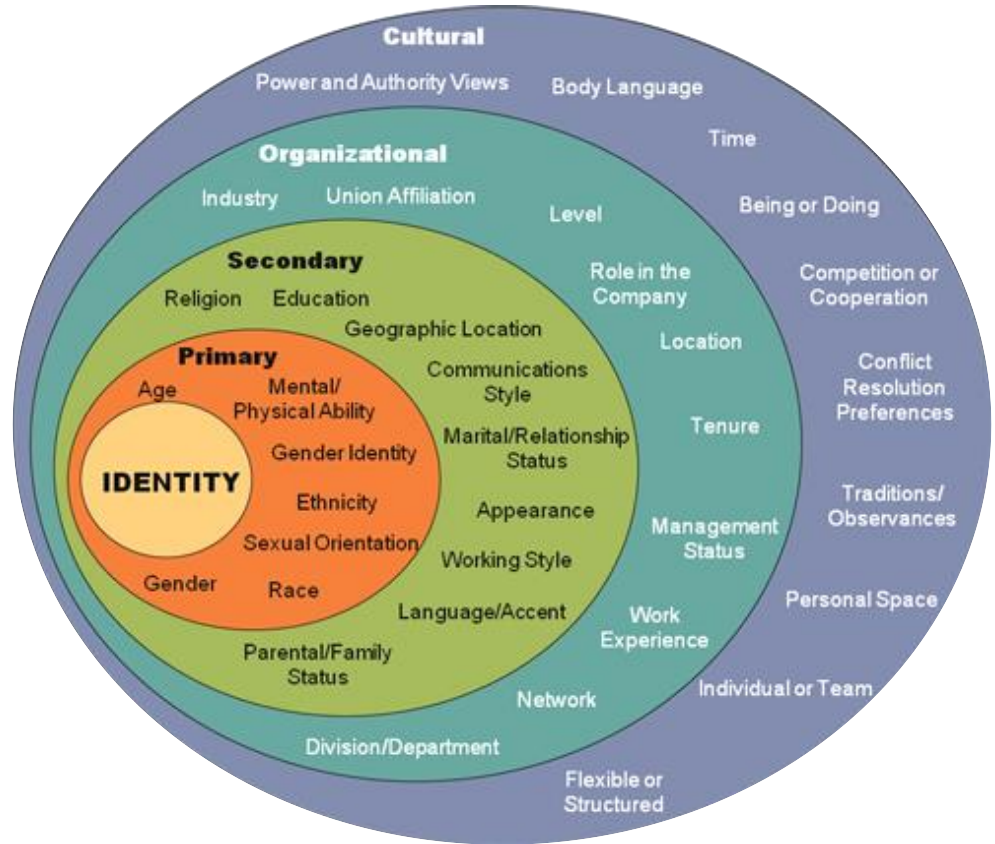 Cultural
Power and Authority Views
Body Language
Time
Being or Doing
Competition or
Cooperation
Conflict
Resolution
Preferences
Traditions/
Observances
Personal Space
Individual or Team
Flexible or
Structured
Organizational
Industry
Union Affiliation
Level
Role in the
Company
Location
Tenure
Management
Status
Work
Experience
Network
Division/Department
Secondary
Religion
Education
Geographic Location
Communications
Style
Marital/Relationship
Status
Appearance
Working Style
Language/Accent
Parental/Family
Status
Primary
Age
Mental/
Physical Ability
Gender Identity
Ethnicity
Sexual Orientation
Race
Gender
IDENTITY